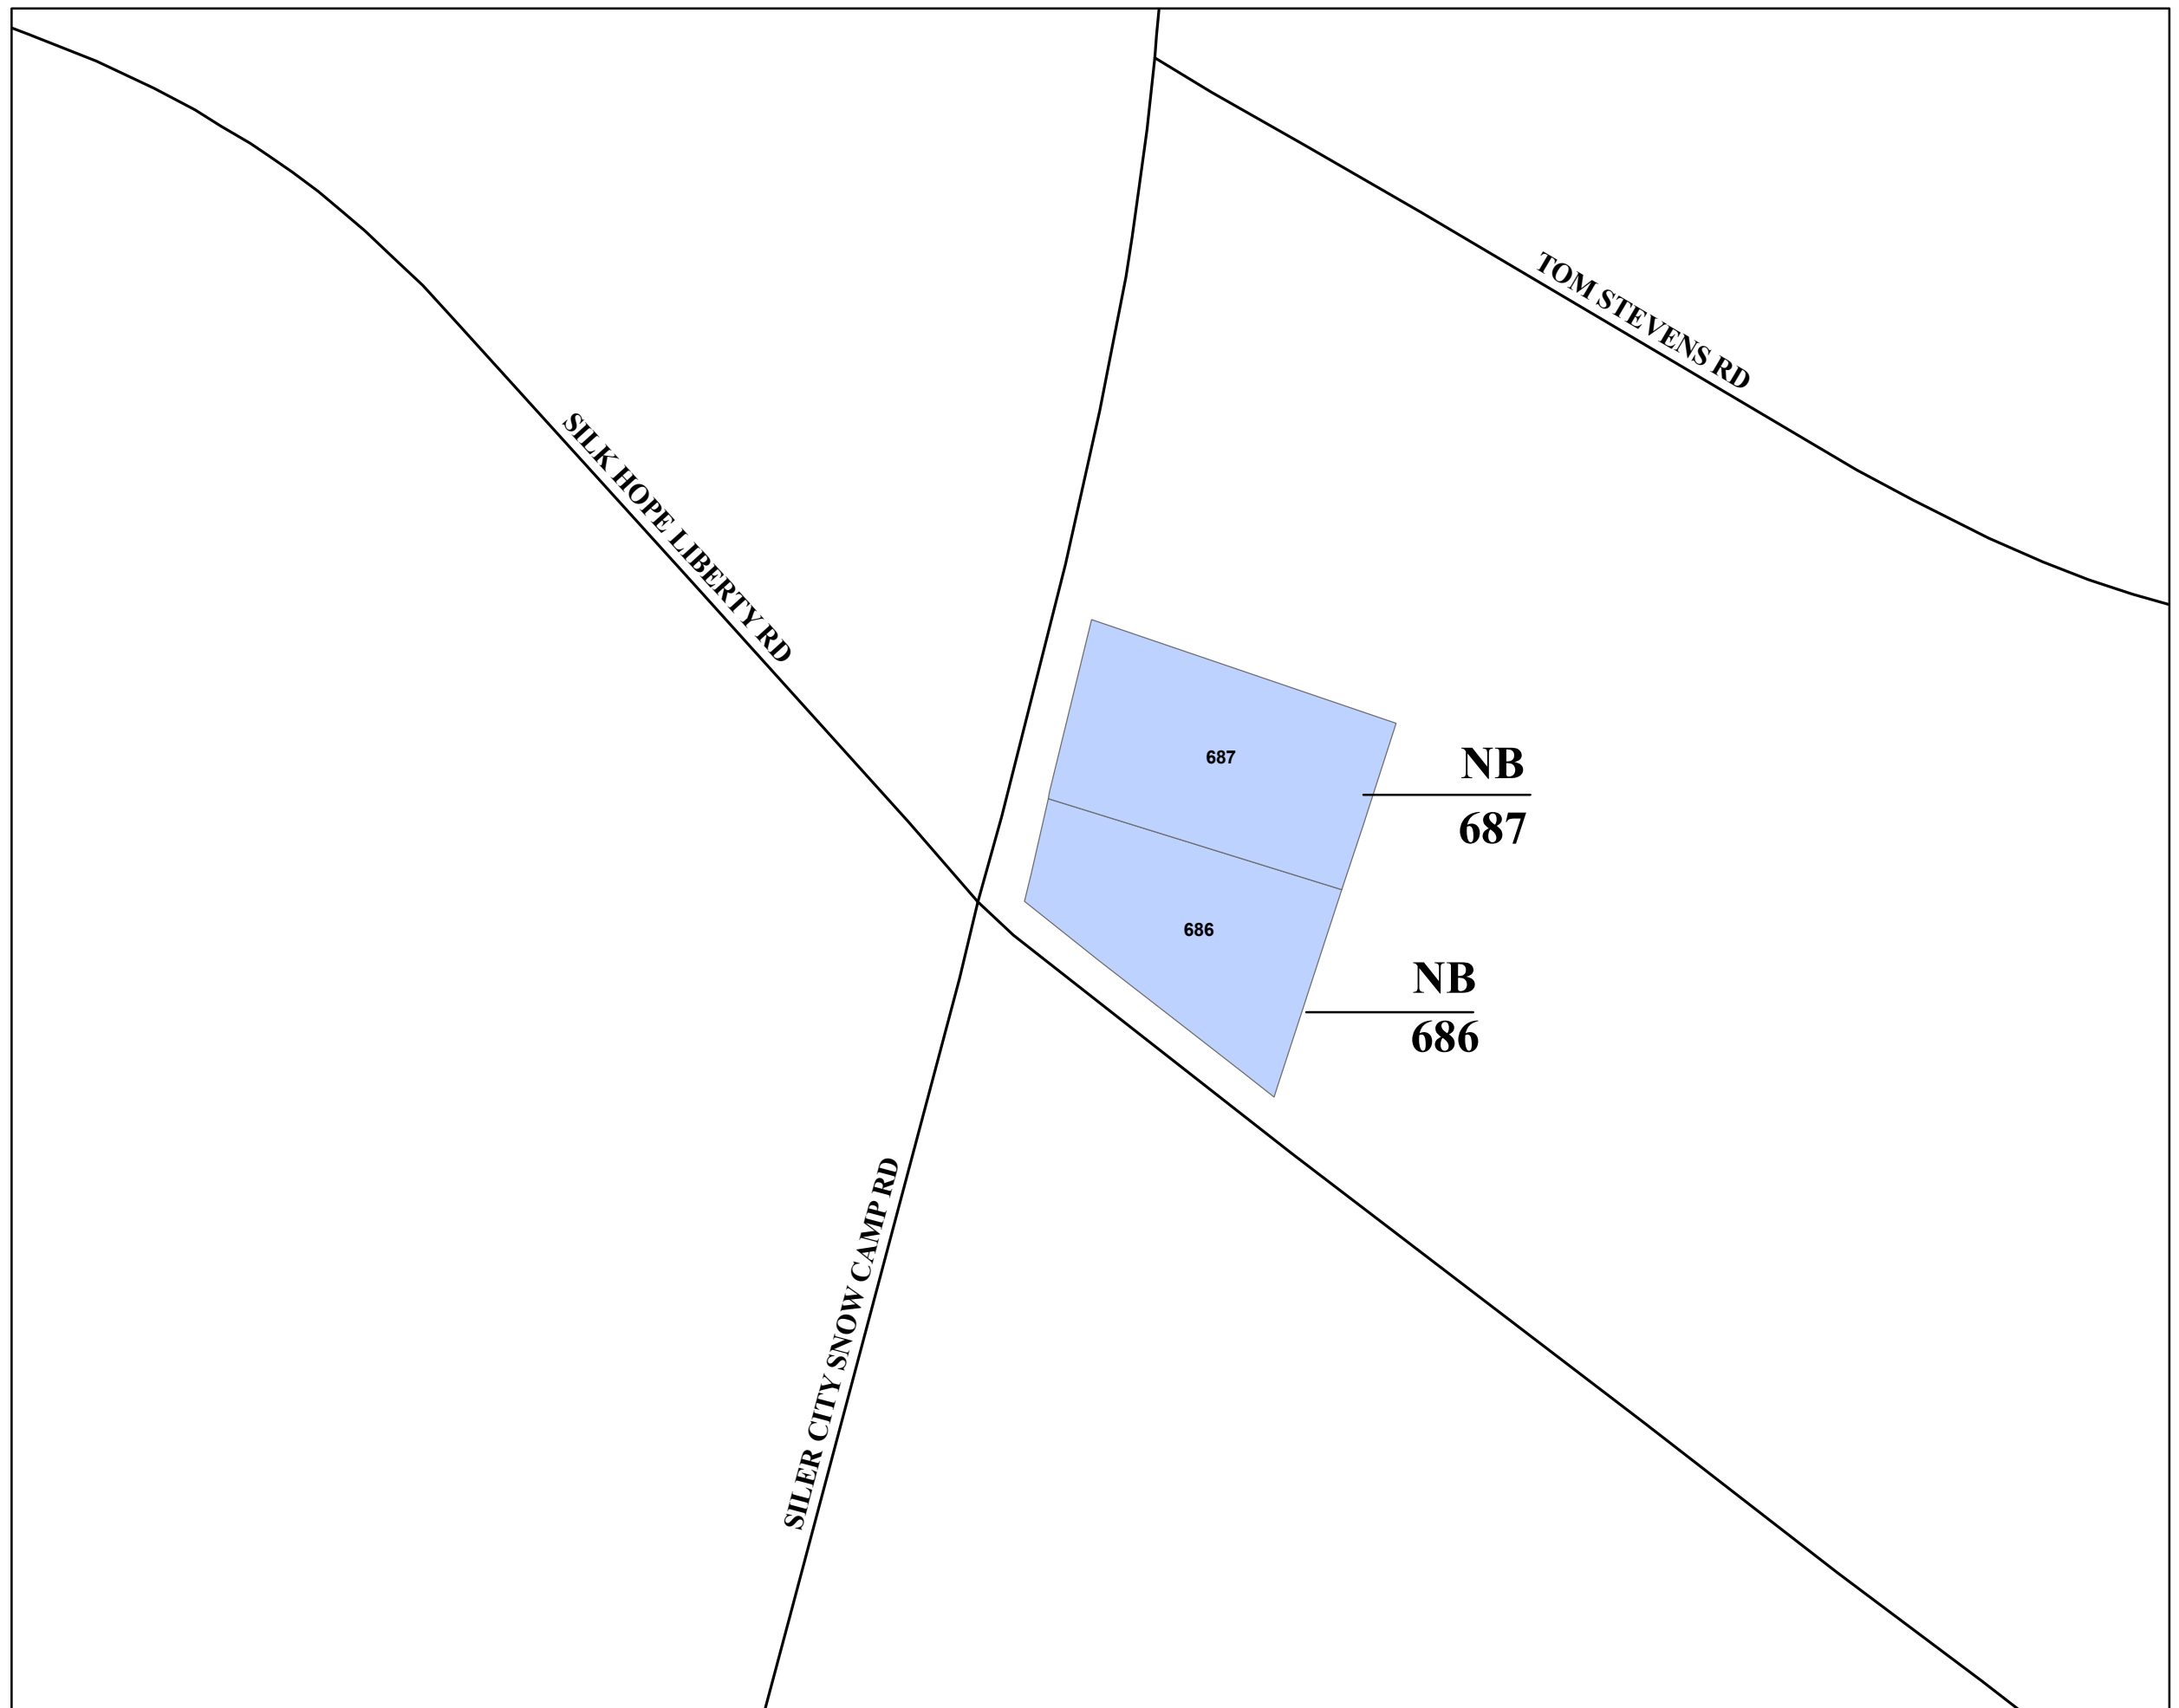 TOM STEVENS RD
SILK HOPE LIBERTY RD
687
NB
687
686
NB
686
SILER CITY SNOW CAMP RD